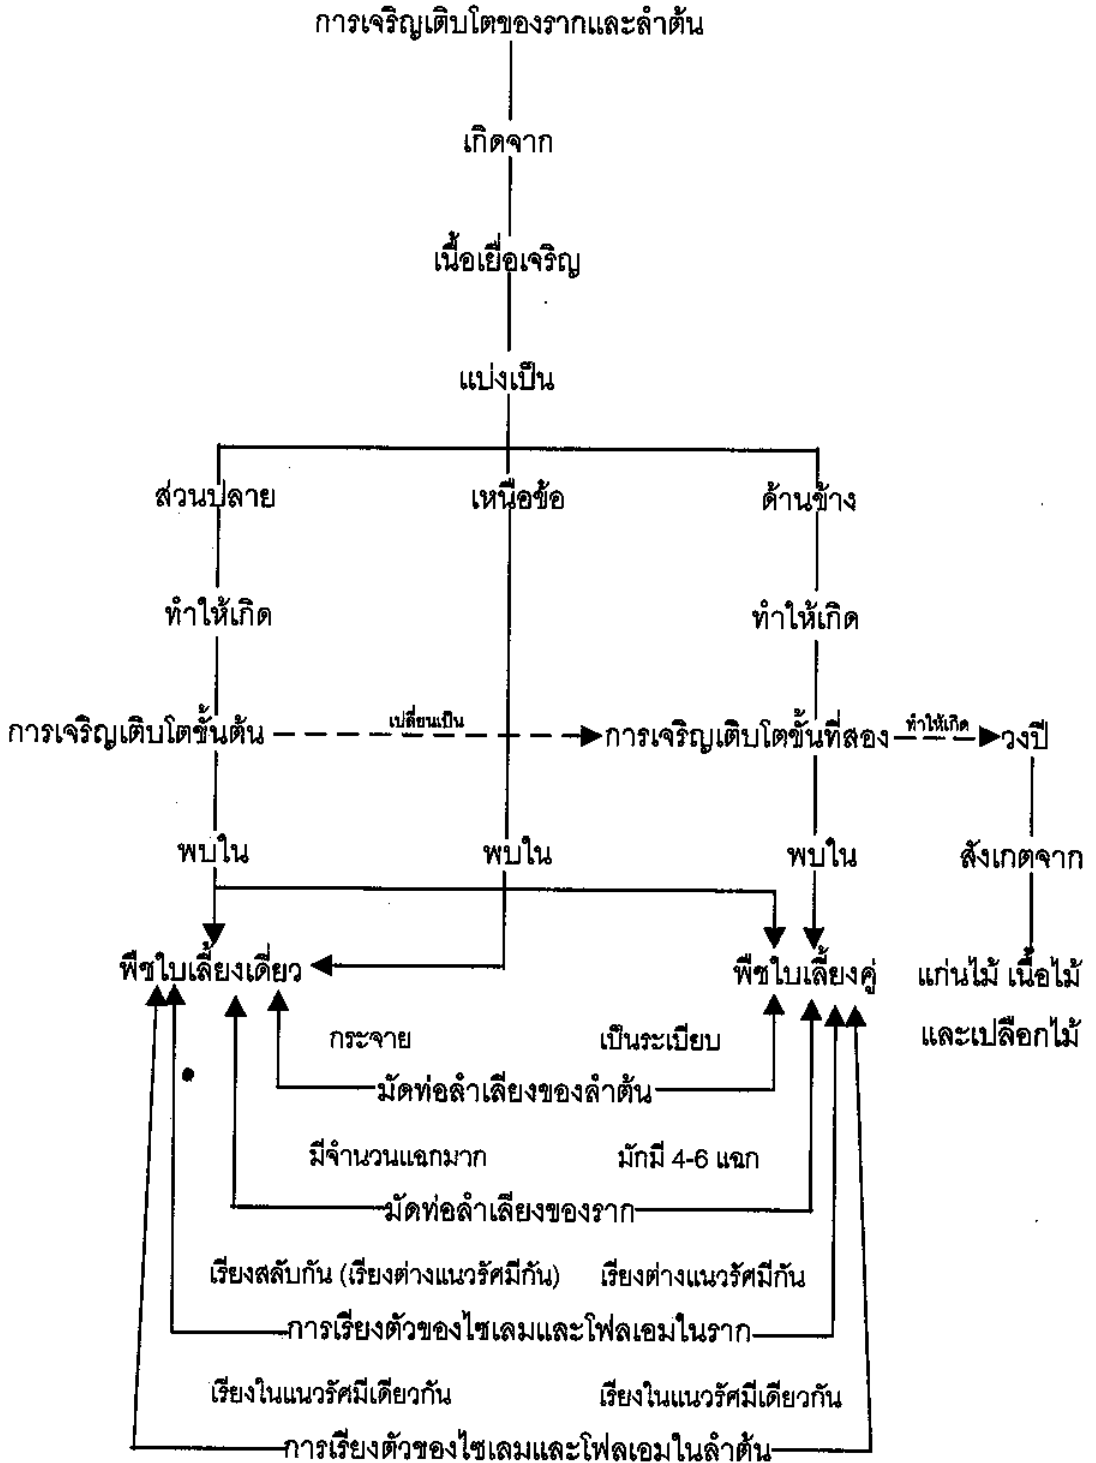 การเจริญเติบโตของรากและลำต้น
เกิดจาก
เนื้อเยื่อเจริญ
แบ่งเป็น
ส่วนปลาย เหนือข้อ ด้านข้าง
ทำให้เกิด ทำให้เกิด
การเจริญเติบโตขั้นต้น เปลี่ยนเป็น การเจริญเติบโตขั้นที่สอง ทำให้เกิด วงปี
พบใน พบใน พบใน สังเกตจาก
พืชใบเลี้ยงเดี่ยว พืชใบเลี้ยงคู่ แก่นไม้ เนื้อไม้
และเปลือกไม้
กระจาย เป็นระเบียบ
มัดท่อลำเลียงของลำต้น
มีจำนวนแฉกมาก มักมี 4-6 แฉก
มัดท่อลำเลียงของราก
เรียงสลับกัน (เรียงต่างแนวรัศมีกัน) เรียงต่างแนวรัศมีกัน
การเรียงตัวของไซเลมและโฟลเอมในราก
เรียงในแนวรัศมีเดียวกัน เรียงในแนวรัศมีเดียวกัน
การเรียงตัวของไซเลมและโฟลเอมในลำต้น